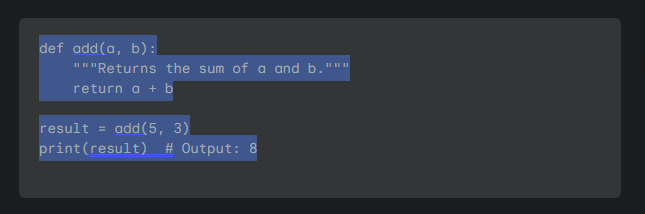 def add(a, b):
    """Returns the sum of a and b."""
    return a + b

result = add(5, 3)
print(result)  # Output: 8